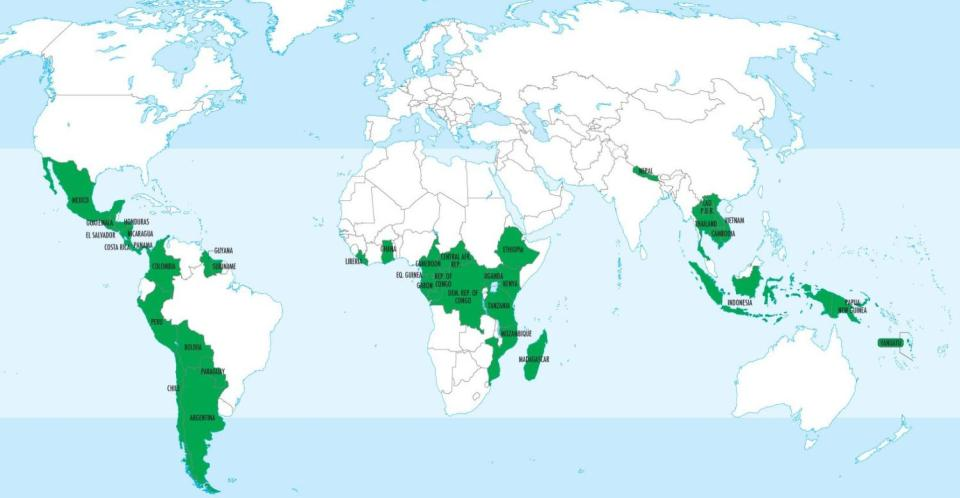 MEXICO
GUATEMALA
HONDURAS
EL SALVADOR
NICARAGUA
COSTA RICA
PANAMA
GUYANA
SURINAME
COLOMBIA
PERU
BOLIVIA
PARAGUAY
CHILE
ARGENTINA
LIBERIA
GHANA
CAMEROON
CENTRAL AFR.
REP.
ETHIOPIA
EQ. GUINEA
GABON
REP. OF
CONGO
UGANDA
KENYA
DEM. REP. OF
CONGO
TANZANIA
MOZAMBIQUE
MADAGASCAR
NEPAL
LAO
P.D.R.
THAILAND
VIETNAM
CAMBODIA
INDONESIA
PAPUA
NEW GUINEA
VANUATU